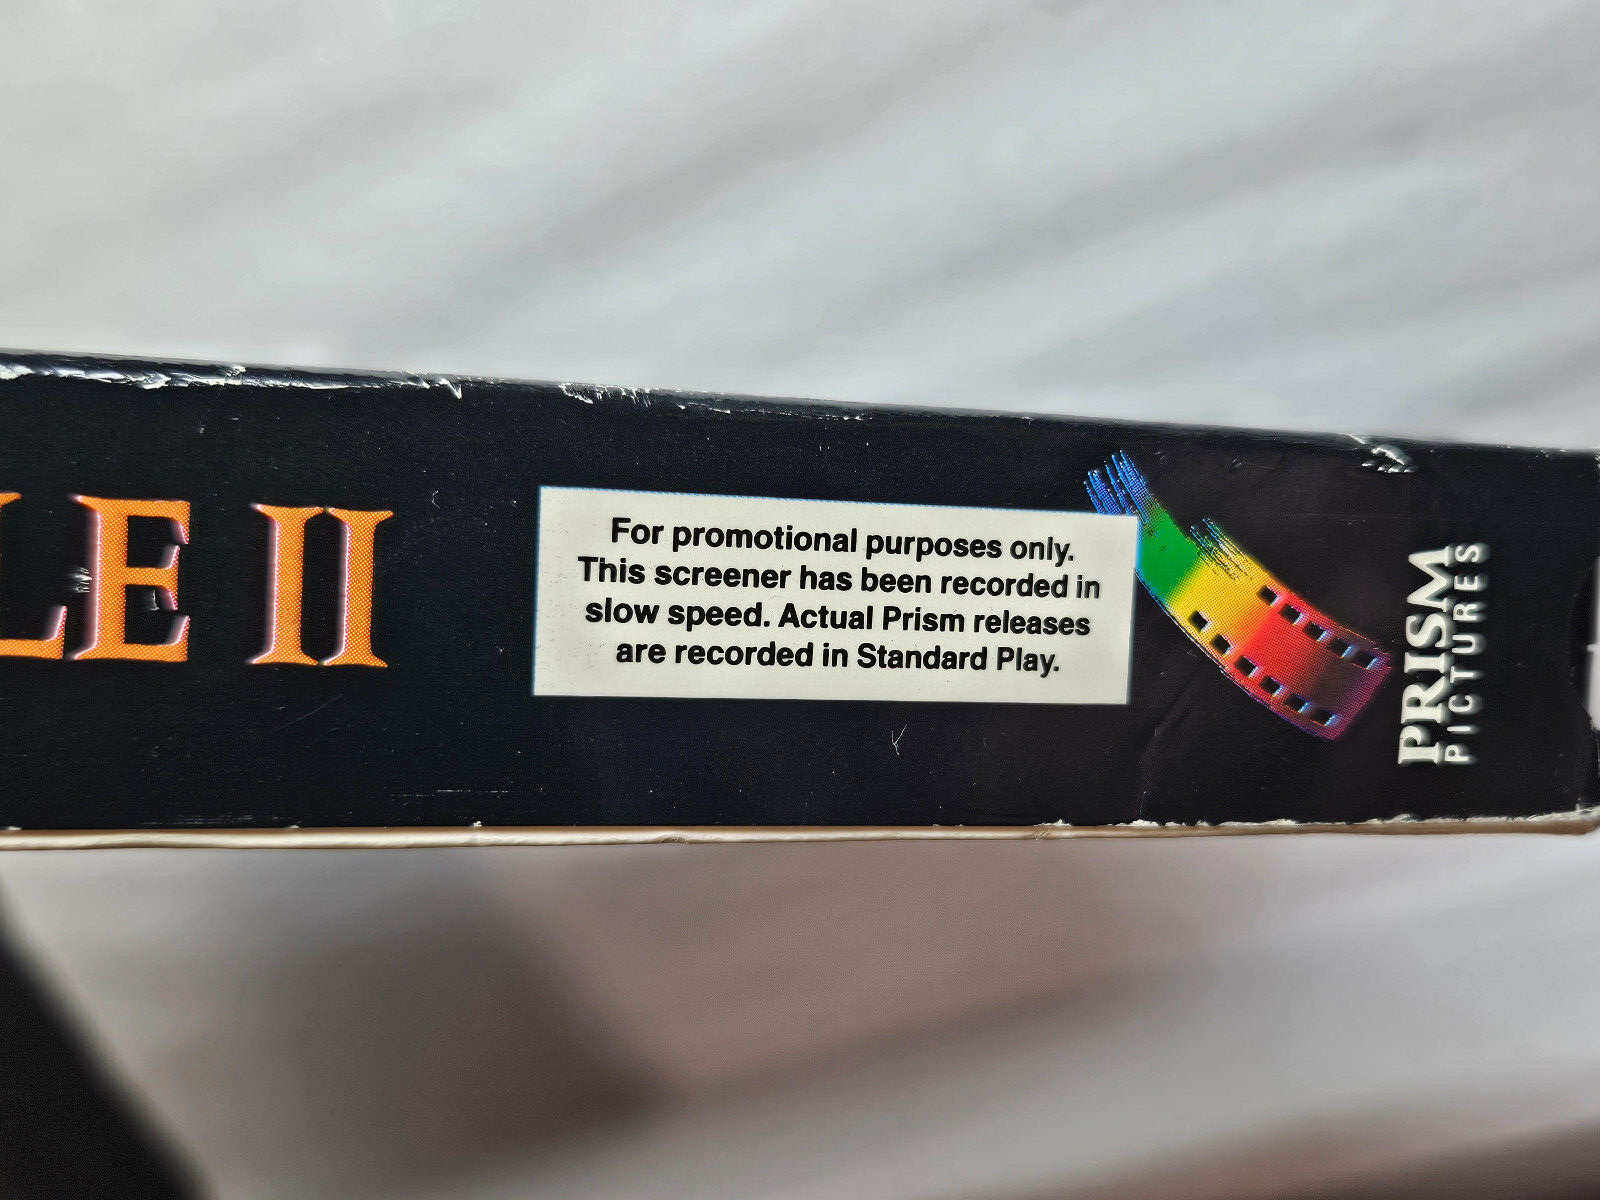 LE II
For promotional purposes only.
This screener has been recorded in
slow speed. Actual Prism releases
are recorded in Standard Play.
PRISM
PICTURES